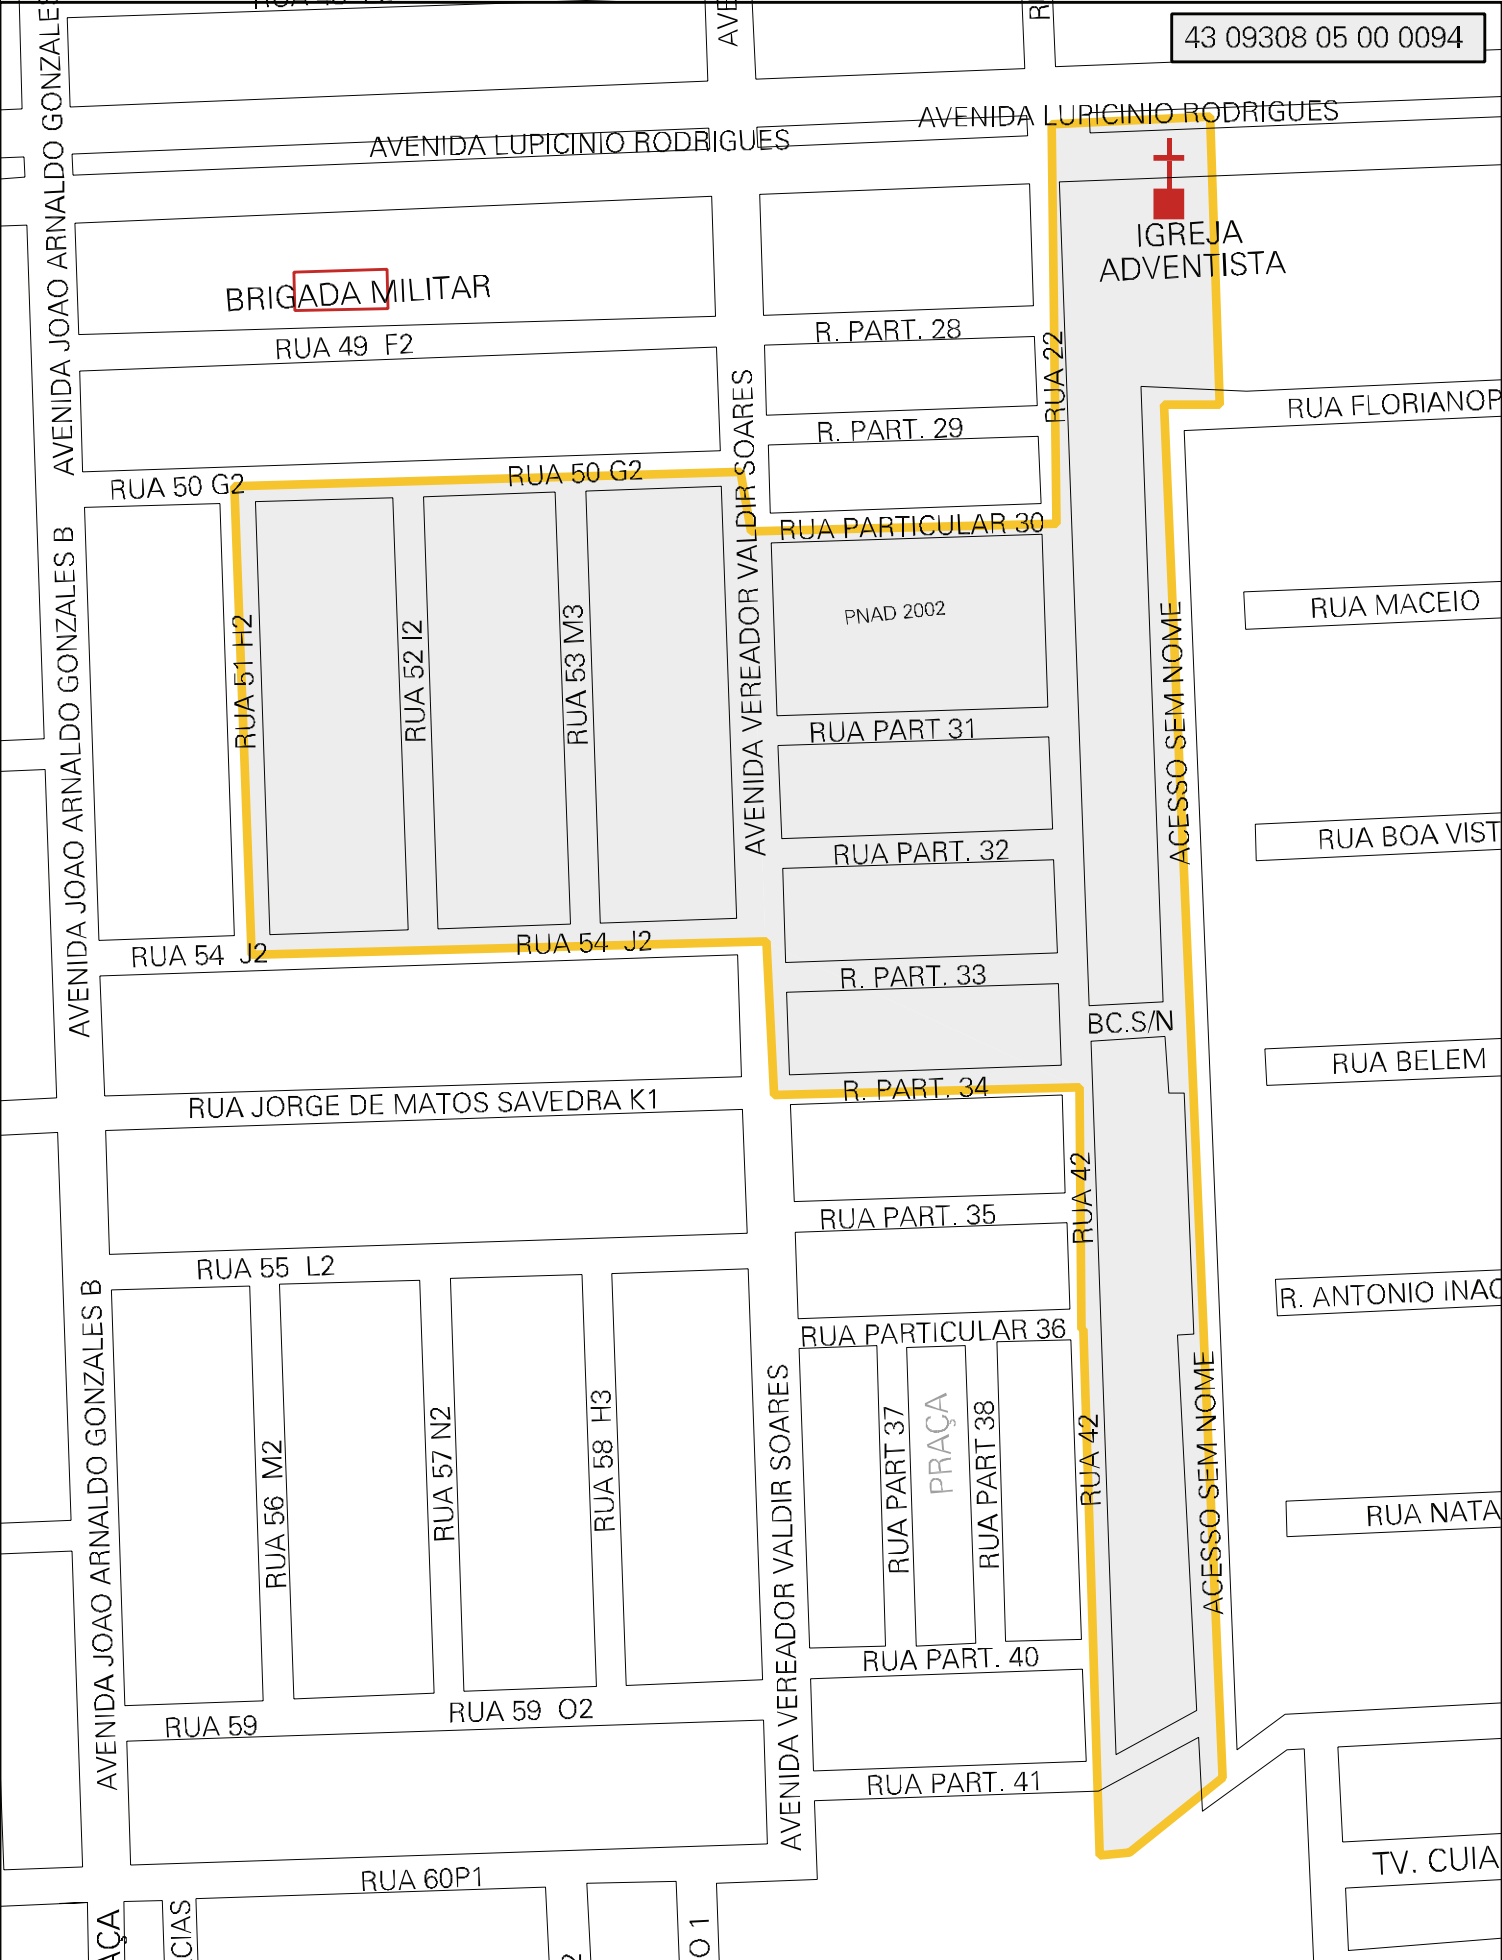 43 09308 05 00 0094
AVENIDA LUPICINIO RODRIGUES
AVENIDA LUPICINIO RODRIGUES
AVENIDA JOAO ARNALDO GONZALES
IGREJA
ADVENTISTA
BRIGADA MILITAR
R. PART. 28
RUA 49 F2
RUA 22
RUA FLORIANOP
R. PART. 29
RUA 50 G2
RUA 50 G2
RUA PARTICULAR 30
AVENIDA VEREADOR VALDIR SOARES
AVENIDA JOAO ARNALDO GONZALES B
RUA 51 H2
RUA 52 I2
RUA 53 M3
PNAD 2002
ACESSO SEM NOME
RUA MACEIO
RUA PART 31
RUA BOA VIST
RUA PART. 32
RUA 54 J2
RUA 54 J2
R. PART. 33
BC.S/N
RUA BELEM
R. PART. 34
RUA JORGE DE MATOS SAVEDRA K1
RUA 42
RUA PART. 35
RUA 55 L2
R. ANTONIO INAC
RUA PARTICULAR 36
AVENIDA JOAO ARNALDO GONZALES B
RUA 56 M2
RUA 57 N2
RUA 58 H3
AVENIDA VEREADOR VALDIR SOARES
RUA PART 37
PRAÇA
RUA PART 38
RUA 42
ACESSO SEM NOME
RUA NATA
RUA PART. 40
RUA 59
RUA 59 O2
RUA PART. 41
TV. CUIA
RUA 60P1
AÇA
CIAS
O 1